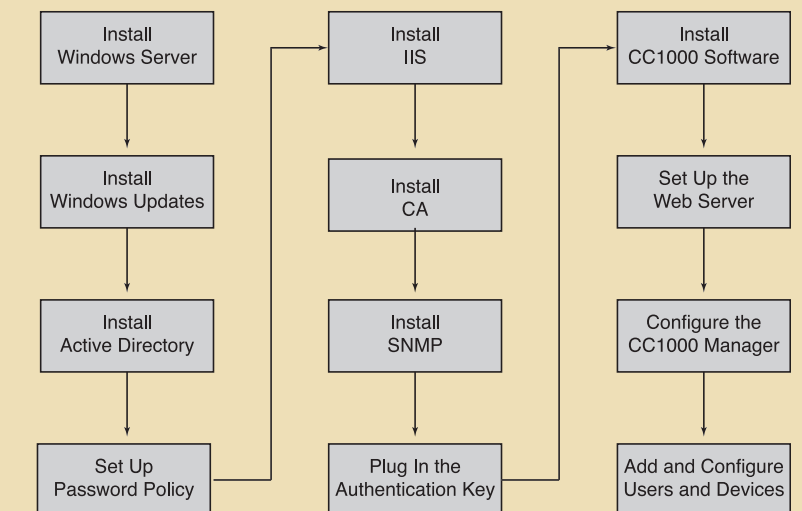 Install
Windows Server
Install
Windows Updates
Install
Active Directory
Set Up
Password Policy
Install
IIS
Install
CA
Install
SNMP
Plug In the
Authentication Key
Install
CC1000 Software
Set Up the
Web Server
Configure the
CC1000 Manager
Add and Configure
Users and Devices